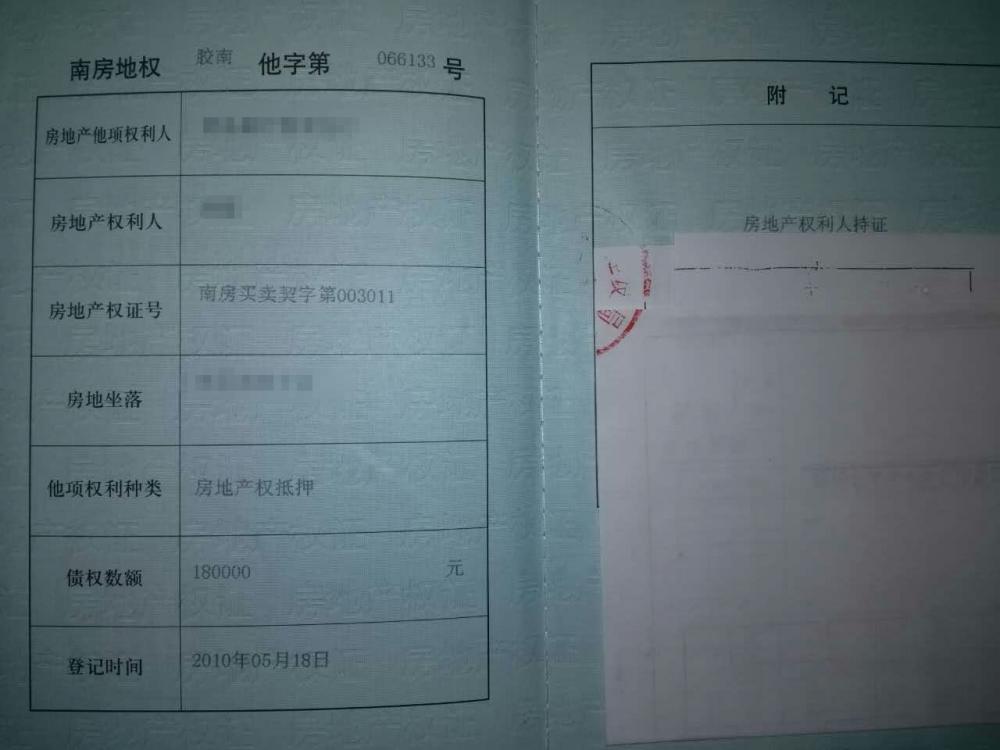 南房地权 胶南 他字第 066133 号
房地产他项权利人
房地产权利人
房地产权证号 南房买卖契字第003011
房地坐落
他项权利种类 房地产权抵押
债权数额 180000 元
登记时间 2010年05月18日
附 记
房地产权利人持证